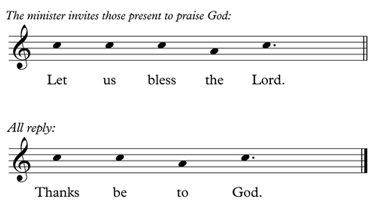 The minister invites those present to praise God:
Let us bless the Lord.
All reply:
Thanks be to God.